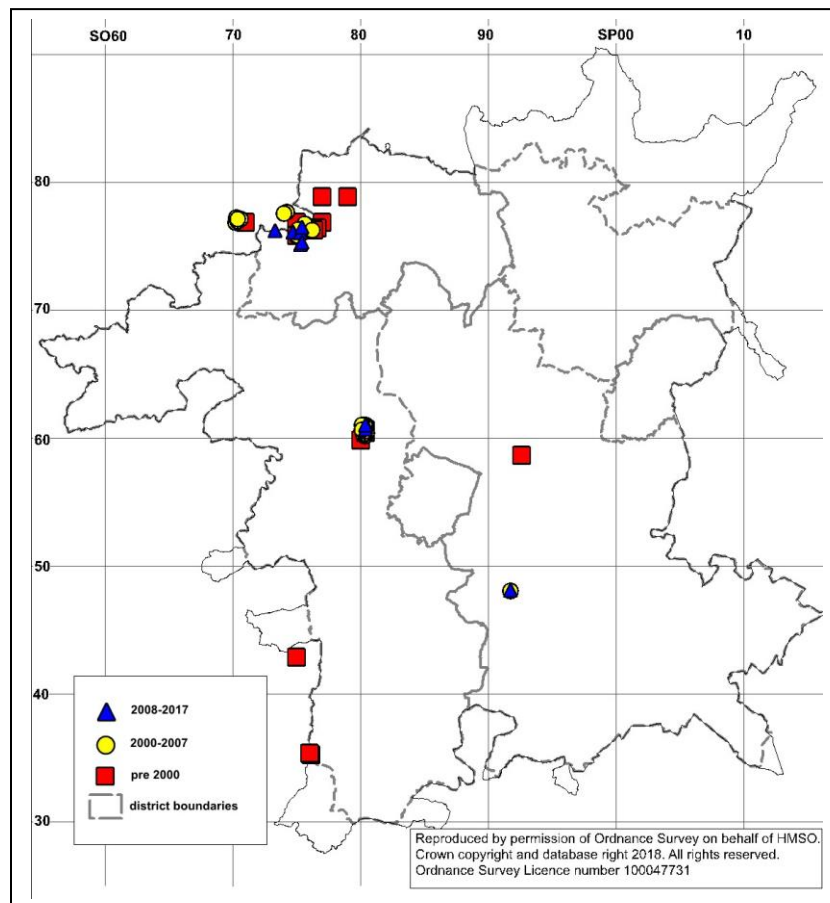 SO60 70 80 90 SP00 10
80
70
60
50
40
30
2008-2017
2000-2007
pre 2000
district boundaries
Reproduced by permission of Ordnance Survey on behalf of HMSO.
Crown copyright and database right 2018. All rights reserved.
Ordnance Survey Licence number 100047731